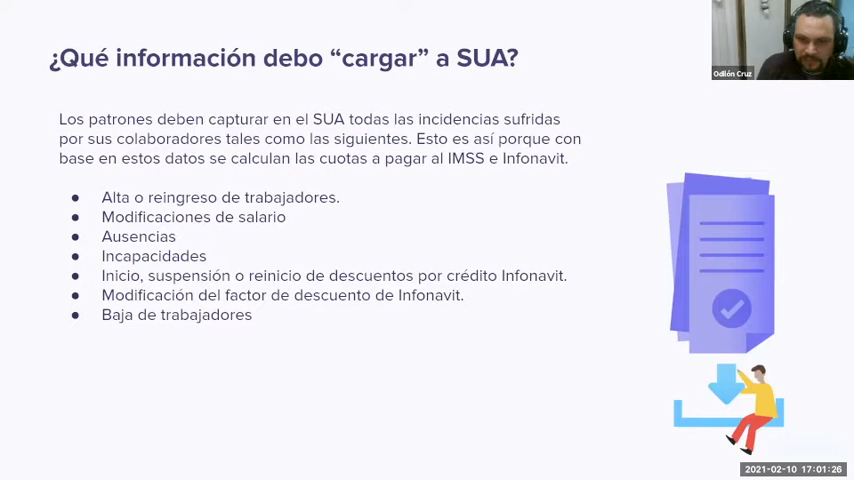 ¿Qué información debo “cargar” a SUA?
Odilón Cruz
Los patrones deben capturar en el SUA todas las incidencias sufridas
por sus colaboradores tales como las siguientes. Esto es así porque con
base en estos datos se calculan las cuotas a pagar al IMSS e Infonavit.
● Alta o reingreso de trabajadores.
● Modificaciones de salario
● Ausencias
● Incapacidades
● Inicio, suspensión o reinicio de descuentos por crédito Infonavit.
● Modificación del factor de descuento de Infonavit.
● Baja de trabajadores
2021-02-10 17:01:26